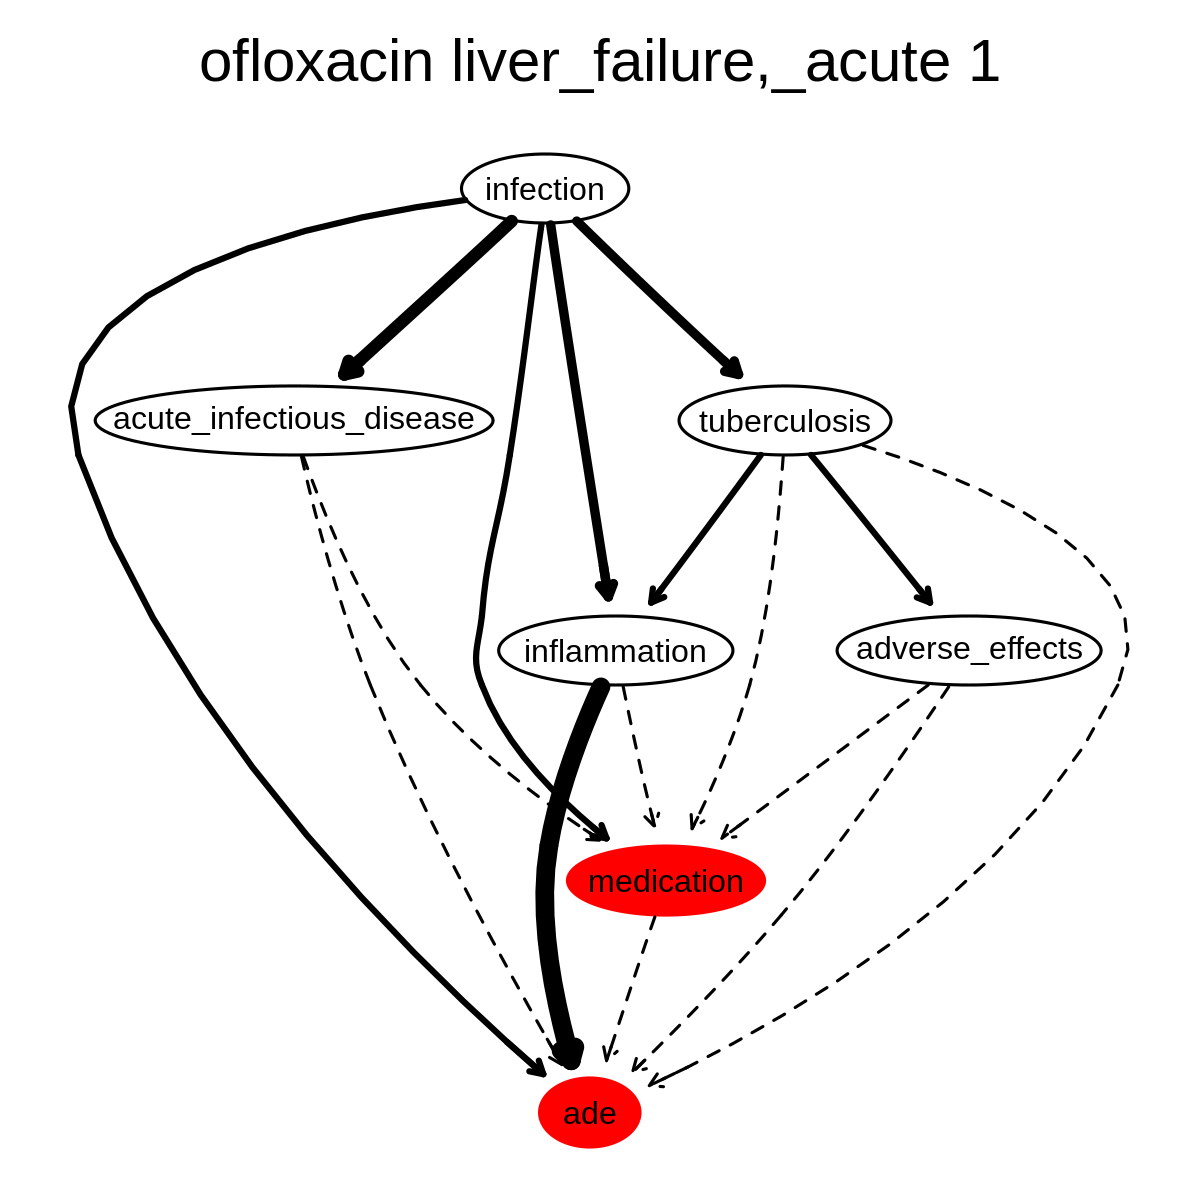 ofloxacin liver_failure,_acute 1
infection
acute_infectious_disease
tuberculosis
inflammation
adverse_effects
medication
ade